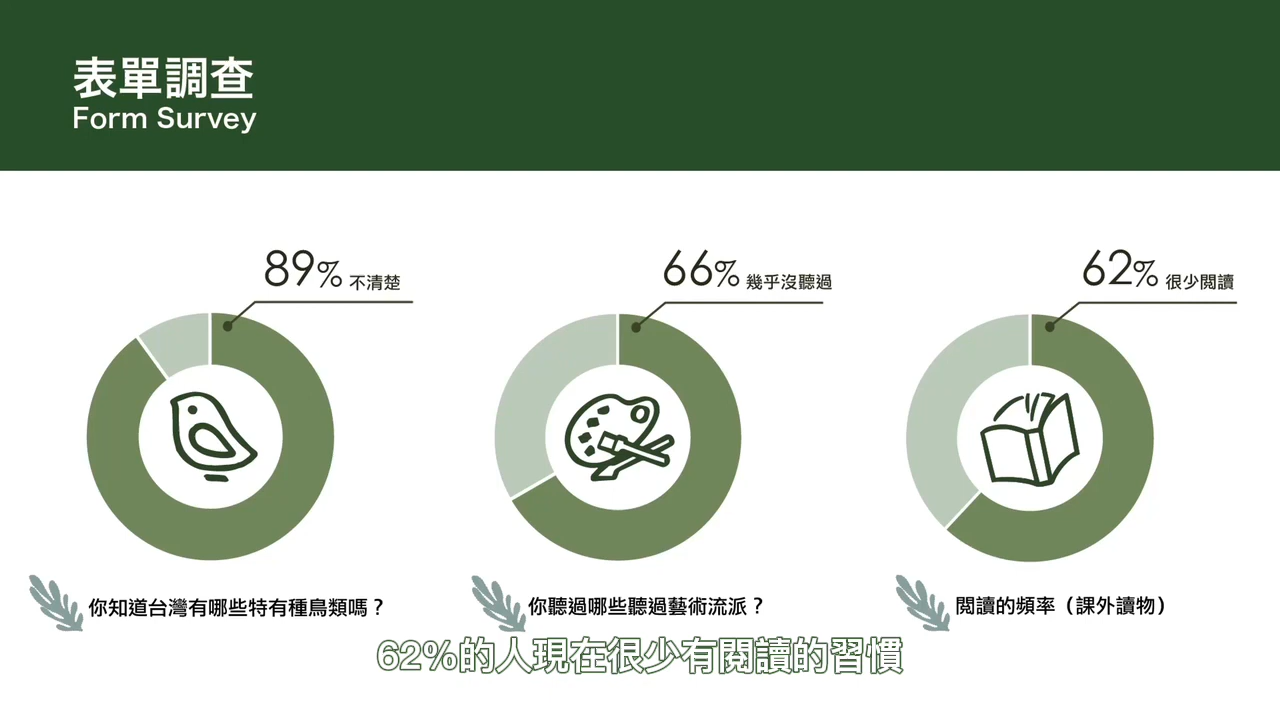 表單調查
Form Survey
89% 不清楚
66% 幾乎沒聽過
62% 很少閱讀
你知道台灣有哪些特有種鳥類嗎？
你聽過哪些聽過藝術流派？
閱讀的頻率（課外讀物）
62%的人現在很少有閱讀的習慣